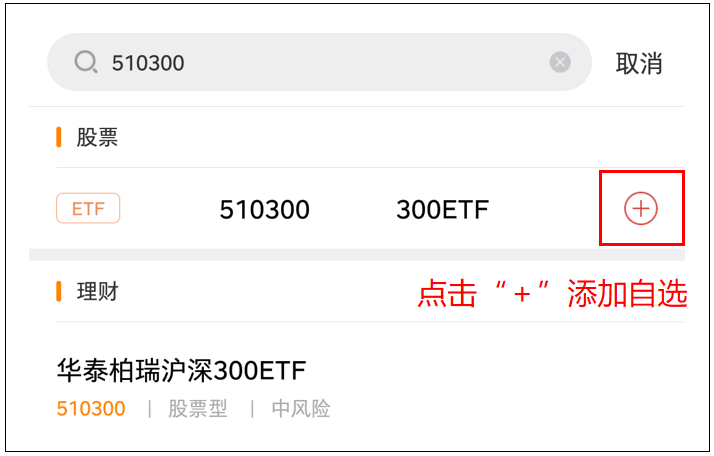 510300 取消
股票
ETF 510300 300ETF
理财
点击“+”添加自选
华泰柏瑞沪深300ETF
510300 | 股票型 | 中风险